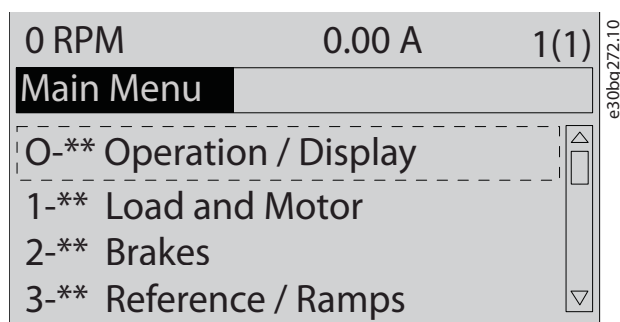 0 RPM 0.00 A 1(1)
Main Menu
O-** Operation / Display
1-** Load and Motor
2-** Brakes
3-** Reference / Ramps
e30bq272.10